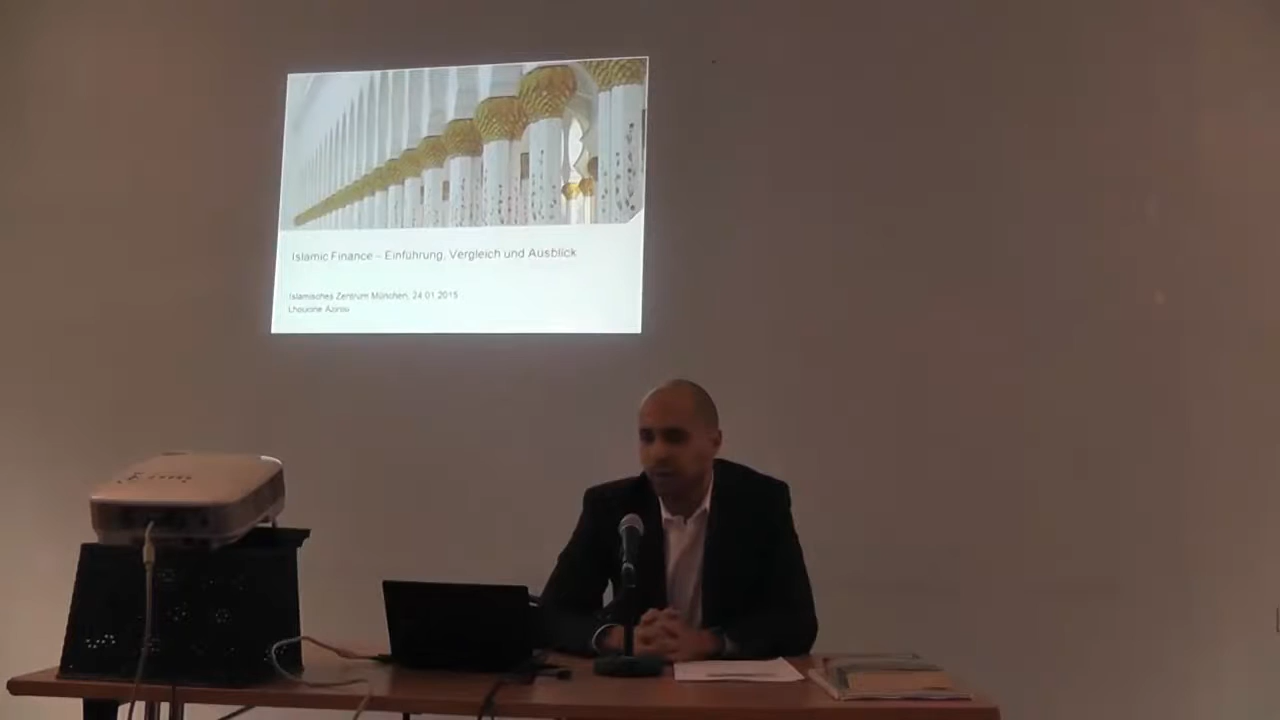 Islamic Finance – Einführung, Vergleich und Ausblick
Islamisches Zentrum München, 24.01.2015